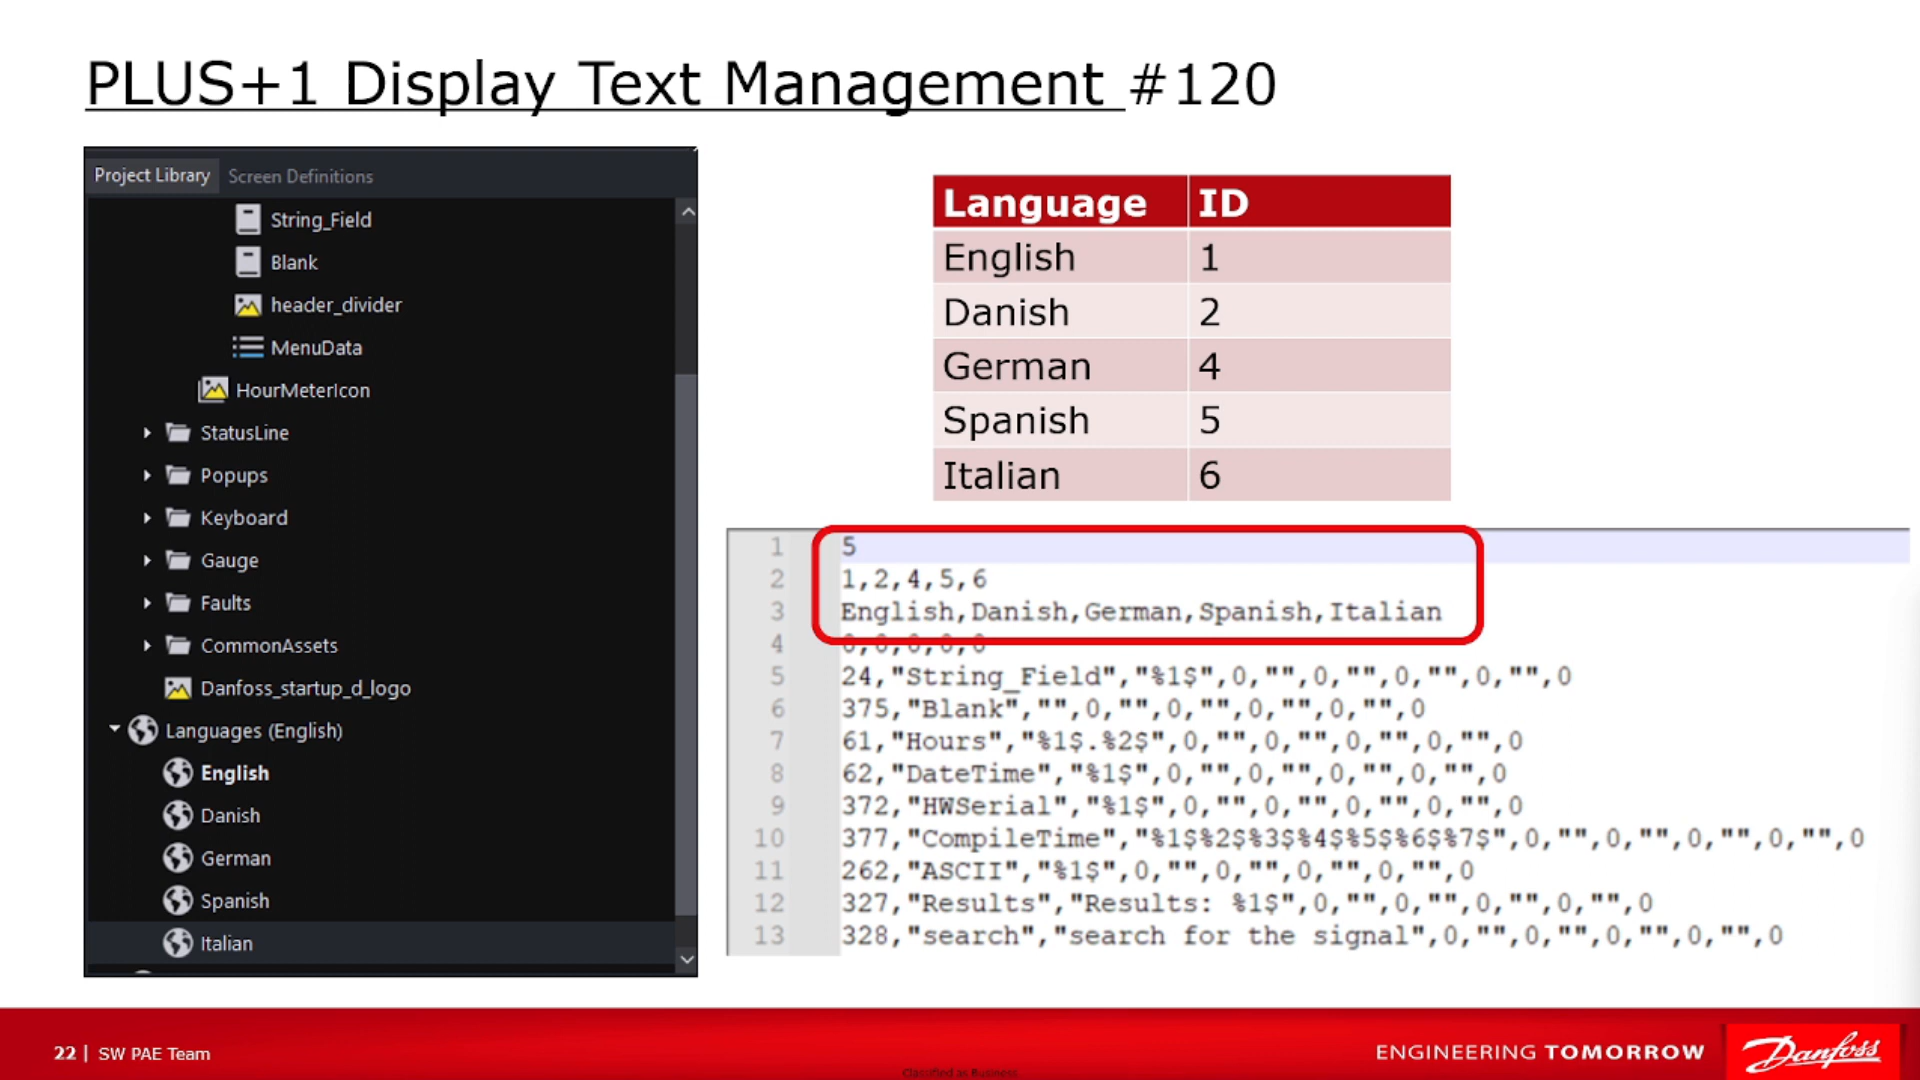 PLUS+1 Display Text Management #120
Project Library
Screen Definitions
String_Field
Blank
header_divider
MenuData
HourMeterIcon
StatusLine
Popups
Keyboard
Gauge
Faults
CommonAssets
Danfoss_startup_d_logo
Languages (English)
English
Danish
German
Spanish
Italian
Language ID
English 1
Danish 2
German 4
Spanish 5
Italian 6
1 5
2 1,2,4,5,6
3 English,Danish,German,Spanish,Italian
4 0,0,0,0,0
5 24,"String_Field","%1$",0,"",0,"",0,"",0,"",0
6 375,"Blank","",0,"",0,"",0,"",0,"",0
7 61,"Hours","%1$.%2$",0,"",0,"",0,"",0,"",0
8 62,"DateTime","%1$",0,"",0,"",0,"",0,"",0
9 372,"HWSerial","%1$",0,"",0,"",0,"",0,"",0
10 377,"CompileTime","%1$%2$%3$%4$%5$%6$%7$",0,"",0,"",0,"",0,"",0
11 262,"ASCII","%1$",0,"",0,"",0,"",0,"",0
12 327,"Results","Results: %1$",0,"",0,"",0,"",0,"",0
13 328,"search","search for the signal",0,"",0,"",0,"",0,"",0
22 | SW PAE Team
Classified as Business
ENGINEERING TOMORROW
Danfoss